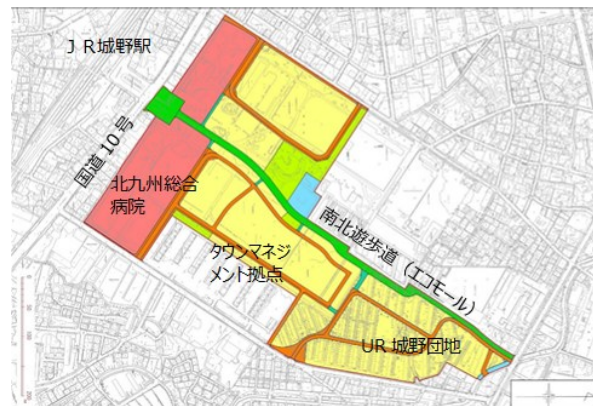 ＪＲ城野駅
国道10号
北九州総合
病院
南北遊歩道（エコモール）
タウンマネジ
メント拠点
UR城野団地